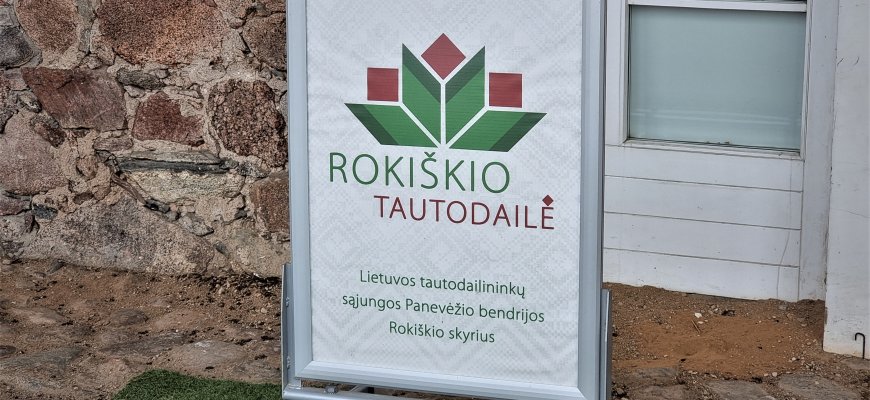 ROKIŠKIO
TAUTODAILĖ
Lietuvos tautodailininkų
sąjungos Panevėžio bendrijos
Rokiškio skyrius